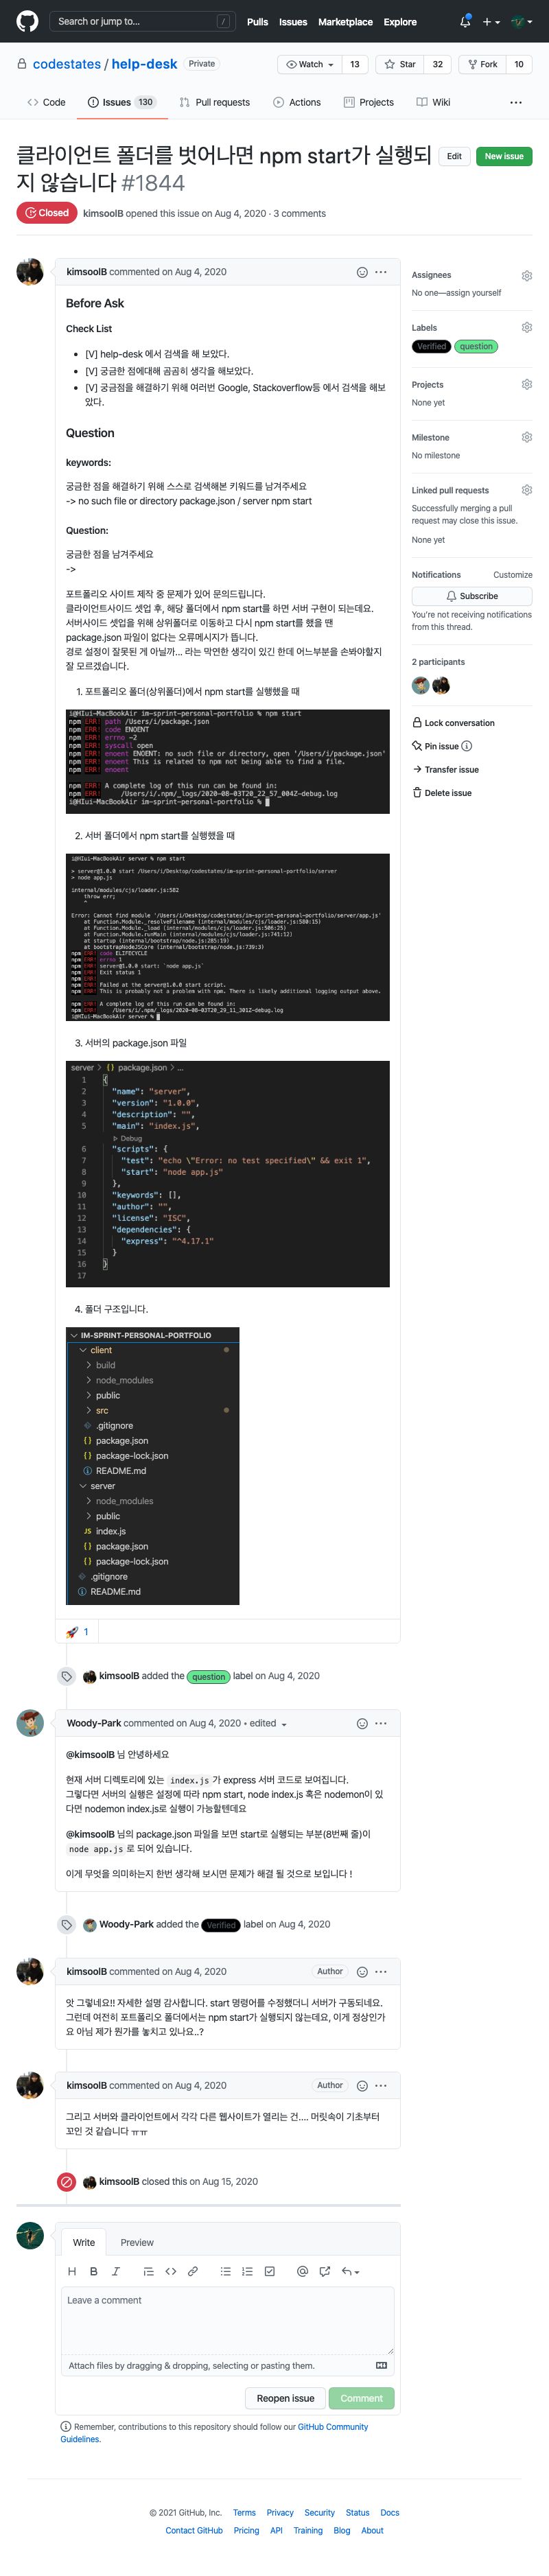 Search or jump to...
/
Pulls Issues Marketplace Explore
codestates / help-desk Private
Watch 13 Star 32 Fork 10
Code Issues 130 Pull requests Actions Projects Wiki ...
클라이언트 폴더를 벗어나면 npm start가 실행되
지 않습니다 #1844
Edit New issue
Closed kimsoolB opened this issue on Aug 4, 2020 · 3 comments
kimsoolB commented on Aug 4, 2020
Before Ask
Check List
• [V] help-desk 에서 검색을 해 보았다.
• [V] 궁금한 점에대해 곰곰히 생각을 해보았다.
• [V] 궁금점을 해결하기 위해 여러번 Google, Stackoverflow등 에서 검색을 해보
았다.
Question
keywords:
궁금한 점을 해결하기 위해 스스로 검색해본 키워드를 남겨주세요
-> no such file or directory package.json / server npm start
Question:
궁금한 점을 남겨주세요
->
포트폴리오 사이트 제작 중 문제가 있어 문의드립니다.
클라이언트사이드 셋업 후, 해당 폴더에서 npm start를 하면 서버 구현이 되는데요.
서버사이드 셋업을 위해 상위폴더로 이동하고 다시 npm start를 했을 땐
package.json 파일이 없다는 오류메시지가 뜹니다.
경로 설정이 잘못된 게 아닐까... 라는 막연한 생각이 있긴 한데 어느부분을 손봐야할지
잘 모르겠습니다.
1. 포트폴리오 폴더(상위폴더)에서 npm start를 실행했을 때
i@HIui-MacBookAir im-sprint-personal-portfolio % npm start
npm ERR! path /Users/i/package.json
npm ERR! code ENOENT
npm ERR! errno -2
npm ERR! syscall open
npm ERR! enoent ENOENT: no such file or directory, open '/Users/i/package.json'
npm ERR! enoent This is related to npm not being able to find a file.
npm ERR! enoent
npm ERR! A complete log of this run can be found in:
npm ERR! /Users/i/.npm/_logs/2020-08-03T20_22_57_004Z-debug.log
i@HIui-MacBookAir im-sprint-personal-portfolio %
2. 서버 폴더에서 npm start를 실행했을 때
i@HIui-MacBookAir server % npm start
> server@1.0.0 start /Users/i/Desktop/codestates/im-sprint-personal-portfolio/server
> node app.js
internal/modules/cjs/loader.js:582
throw err;
^
Error: Cannot find module '/Users/i/Desktop/codestates/im-sprint-personal-portfolio/server/app.js'
at Function.Module._resolveFilename (internal/modules/cjs/loader.js:580:15)
at Function.Module._load (internal/modules/cjs/loader.js:506:25)
at Function.Module.runMain (internal/modules/cjs/loader.js:741:12)
at startup (internal/bootstrap/node.js:285:19)
at bootstrapNodeJSCore (internal/bootstrap/node.js:739:3)
npm ERR! code ELIFECYCLE
npm ERR! errno 1
npm ERR! server@1.0.0 start: `node app.js`
npm ERR! Exit status 1
npm ERR!
npm ERR! Failed at the server@1.0.0 start script.
npm ERR! This is probably not a problem with npm. There is likely additional logging output above.
npm ERR! A complete log of this run can be found in:
npm ERR! /Users/i/.npm/_logs/2020-08-03T20_29_11_301Z-debug.log
i@HIui-MacBookAir server %
3. 서버의 package.json 파일
server > {} package.json > ...
1 {
2 "name": "server",
3 "version": "1.0.0",
4 "description": "",
5 "main": "index.js",
Debug
6 "scripts": {
7 "test": "echo \"Error: no test specified\" && exit 1",
8 "start": "node app.js"
9 },
10 "keywords": [],
11 "author": "",
12 "license": "ISC",
13 "dependencies": {
14 "express": "^4.17.1"
15 }
16 }
17
4. 폴더 구조입니다.
IM-SPRINT-PERSONAL-PORTFOLIO
client
build
node_modules
public
src
.gitignore
{} package.json
{} package-lock.json
README.md
server
node_modules
public
JS index.js
{} package.json
{} package-lock.json
.gitignore
README.md
🚀 1
kimsoolB added the question label on Aug 4, 2020
Woody-Park commented on Aug 4, 2020 • edited
@kimsoolB 님 안녕하세요
현재 서버 디렉토리에 있는 index.js 가 express 서버 코드로 보여집니다.
그렇다면 서버의 실행은 설정에 따라 npm start, node index.js 혹은 nodemon이 있
다면 nodemon index.js로 실행이 가능할텐데요
@kimsoolB 님의 package.json 파일을 보면 start로 실행되는 부분(8번째 줄)이
node app.js 로 되어 있습니다.
이게 무엇을 의미하는지 한번 생각해 보시면 문제가 해결 될 것으로 보입니다 !
Woody-Park added the Verified label on Aug 4, 2020
kimsoolB commented on Aug 4, 2020 Author
앗 그렇네요!! 자세한 설명 감사합니다. start 명령어를 수정했더니 서버가 구동되네요.
그런데 여전히 포트폴리오 폴더에서는 npm start가 실행되지 않는데요, 이게 정상인가
요 아님 제가 뭔가를 놓치고 있나요..?
kimsoolB commented on Aug 4, 2020 Author
그리고 서버와 클라이언트에서 각각 다른 웹사이트가 열리는 건.... 머릿속이 기초부터
꼬인 것 같습니다 ㅠㅠ
kimsoolB closed this on Aug 15, 2020
Write Preview
Leave a comment
Attach files by dragging & dropping, selecting or pasting them.
Reopen issue Comment
Remember, contributions to this repository should follow our GitHub Community
Guidelines.
Assignees
No one—assign yourself
Labels
Verified question
Projects
None yet
Milestone
No milestone
Linked pull requests
Successfully merging a pull
request may close this issue.
None yet
Notifications Customize
Subscribe
You're not receiving notifications
from this thread.
2 participants
Lock conversation
Pin issue
Transfer issue
Delete issue
© 2021 GitHub, Inc. Terms Privacy Security Status Docs
Contact GitHub Pricing API Training Blog About